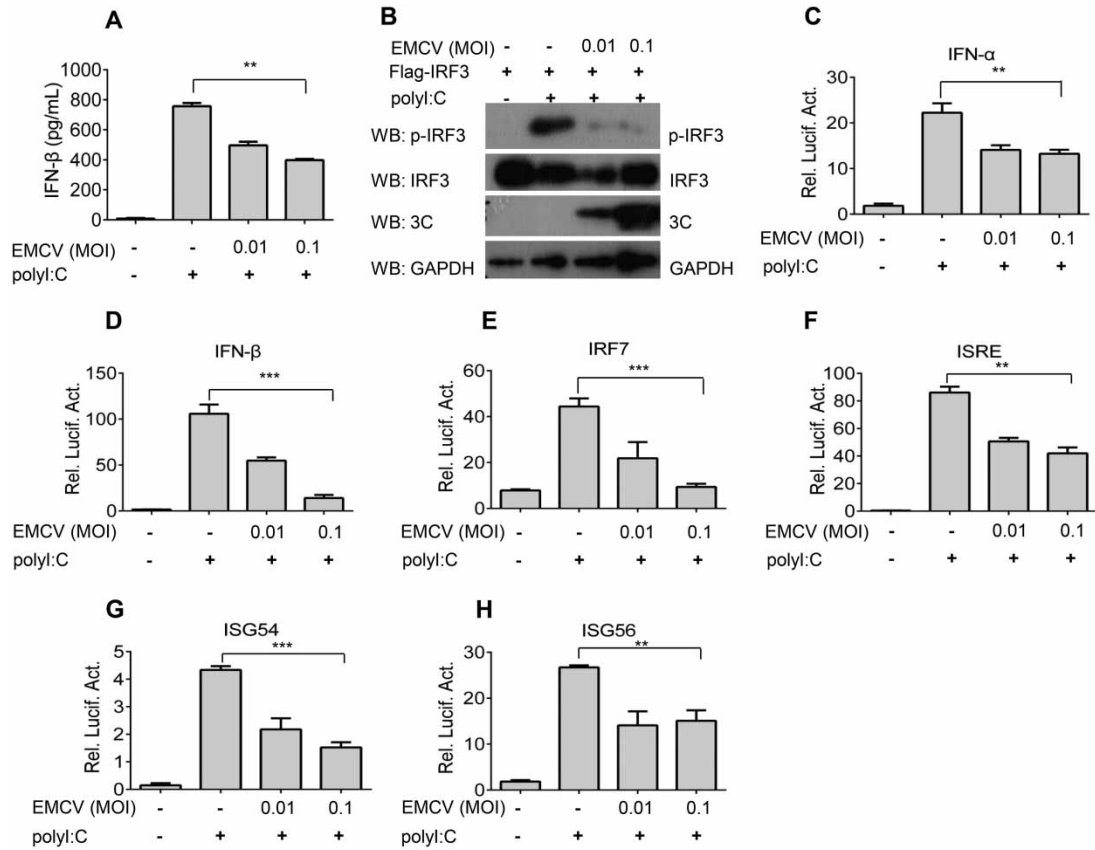 A
**
IFN-β (pg/mL)
1000
800
600
400
200
0
EMCV (MOI) - - 0.01 0.1
polyI:C - + + +
B
EMCV (MOI) - - 0.01 0.1
Flag-IRF3 + + + +
polyI:C - + + +
WB: p-IRF3 p-IRF3
WB: IRF3 IRF3
WB: 3C 3C
WB: GAPDH GAPDH
C
IFN-α
**
Rel. Lucif. Act.
30
20
10
0
EMCV (MOI) - - 0.01 0.1
polyI:C - + + +
D
IFN-β
***
Rel. Lucif. Act.
150
100
50
0
EMCV (MOI) - - 0.01 0.1
polyI:C - + + +
E
IRF7
***
Rel. Lucif. Act.
60
40
20
0
EMCV (MOI) - - 0.01 0.1
polyI:C - + + +
F
ISRE
**
Rel. Lucif. Act.
100
80
60
40
20
0
EMCV (MOI) - - 0.01 0.1
polyI:C - + + +
G
ISG54
***
Rel. Lucif. Act.
5
4
3
2
1
0
EMCV (MOI) - - 0.01 0.1
polyI:C - + + +
H
ISG56
**
Rel. Lucif. Act.
30
20
10
0
EMCV (MOI) - - 0.01 0.1
polyI:C - + + +